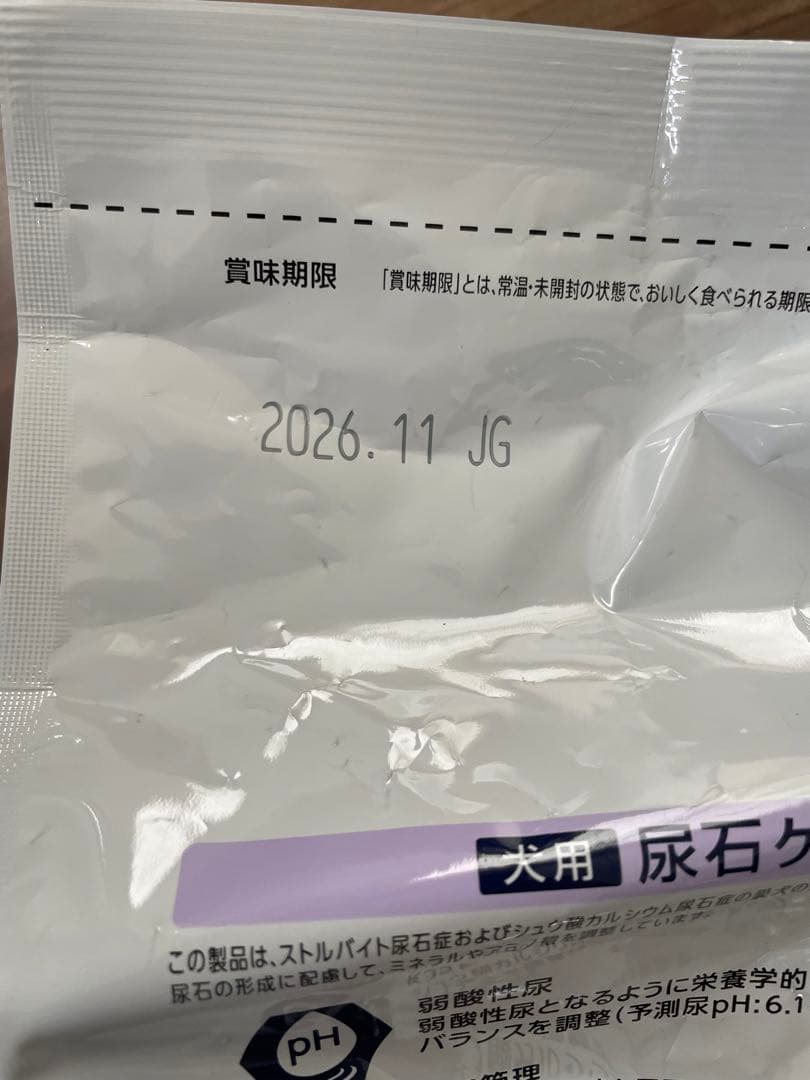 賞味期限 「賞味期限」とは、常温・未開封の状態で、おいしく食べられる期限
2026.11 JG
犬用 尿石ケ
この製品は、ストルバイト尿石症およびシュウ酸カルシウム尿石症の愛犬の
尿石の形成に配慮して、ミネラルやアミノ酸を調整しています。
弱酸性尿
pH
弱酸性尿となるように栄養学的
バランスを調整(予測尿pH:6.1
管理